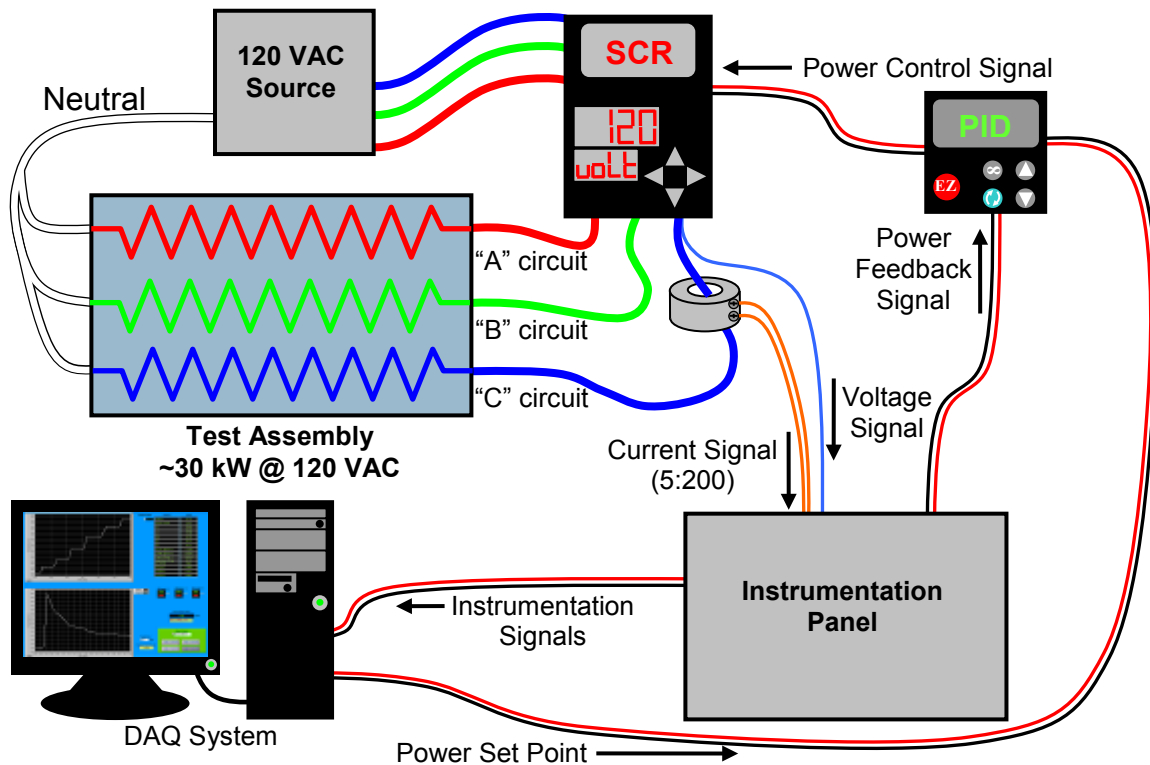 120 VAC
Source
SCR
120
volt
Power Control Signal
PID
EZ
Neutral
Power
Feedback
Signal
"A" circuit
"B" circuit
"C" circuit
Test Assembly
~30 kW @ 120 VAC
Voltage
Signal
Current Signal
(5:200)
Instrumentation
Panel
Instrumentation
Signals
DAQ System
Power Set Point